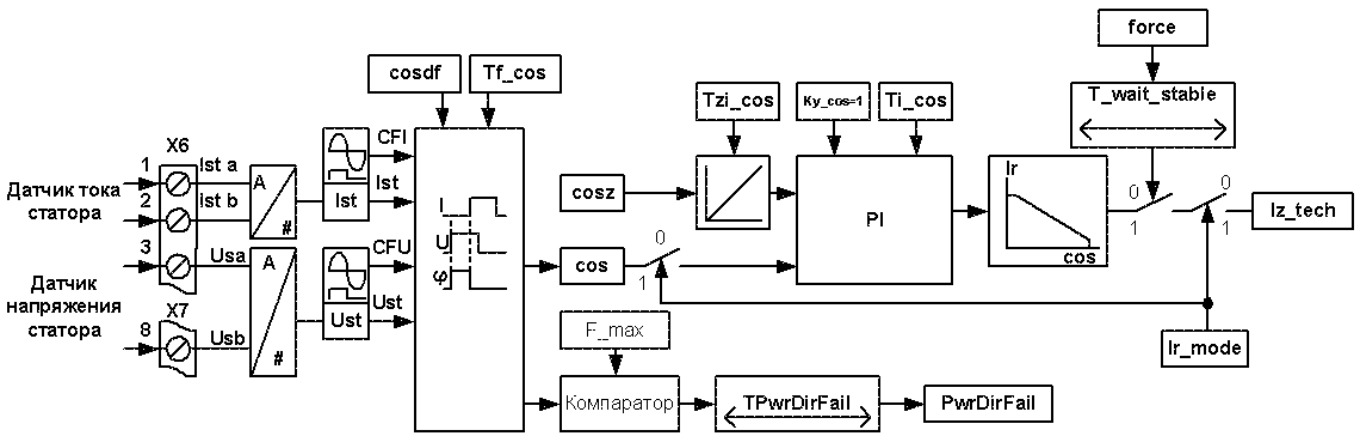 force
cosdf
Tf_cos
Tzi_cos
Ky_cos=1
Ti_cos
T_wait_stable
X6
CFI
1
Ist a
A
Ist
Ir
0
0
Датчик тока
статора
2
Ist b
#
Ist
I
cosz
PI
1
1
Iz_tech
3
Usa
A
CFU
U
0
cos
cos
Датчик
напряжения
статора
φ
1
X7
Ust
8
Usb
#
Ust
F_max
Ir_mode
Компаратор
TPwrDirFail
PwrDirFail